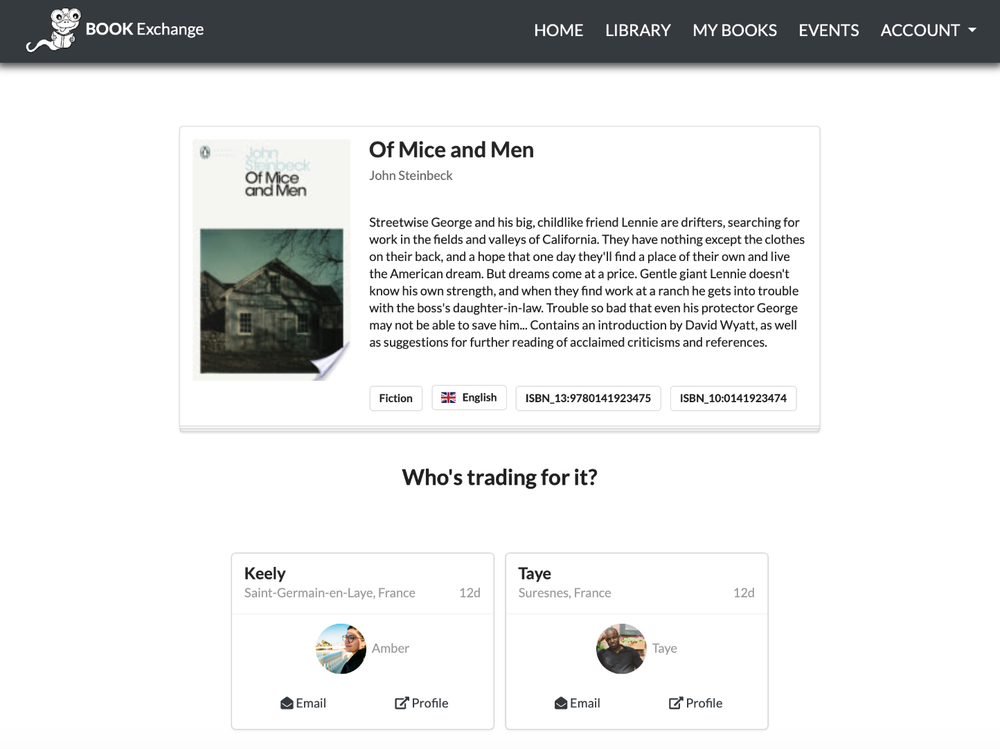 BOOK Exchange
HOME LIBRARY MY BOOKS EVENTS ACCOUNT
John
Steinbeck
Of Mice
and Men
Of Mice and Men
John Steinbeck
Streetwise George and his big, childlike friend Lennie are drifters, searching for
work in the fields and valleys of California. They have nothing except the clothes
on their back, and a hope that one day they'll find a place of their own and live
the American dream. But dreams come at a price. Gentle giant Lennie doesn't
know his own strength, and when they find work at a ranch he gets into trouble
with the boss's daughter-in-law. Trouble so bad that even his protector George
may not be able to save him... Contains an introduction by David Wyatt, as well
as suggestions for further reading of acclaimed criticisms and references.
Fiction English ISBN_13:9780141923475 ISBN_10:0141923474
Who's trading for it?
Keely
Saint-Germain-en-Laye, France 12d
Amber
Email Profile
Taye
Suresnes, France 12d
Taye
Email Profile